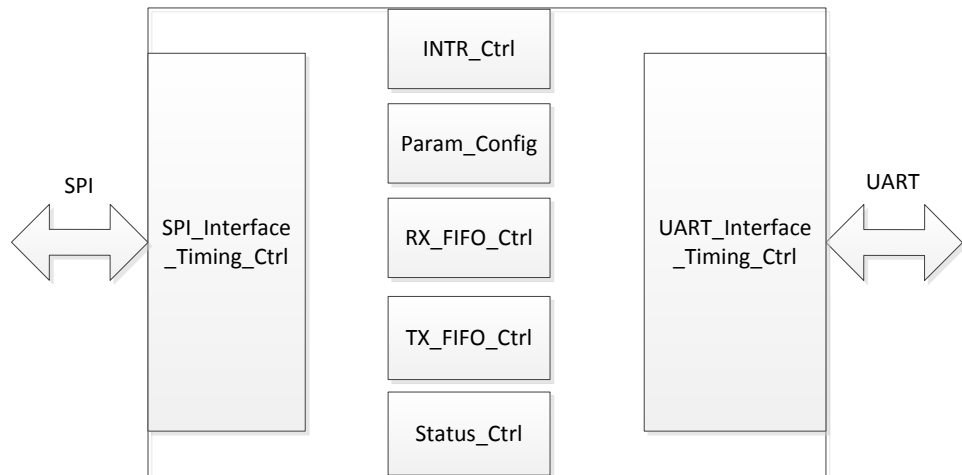 INTR_Ctrl
Param_Config
SPI
UART
SPI_Interface
_Timing_Ctrl
RX_FIFO_Ctrl
UART_Interface
_Timing_Ctrl
TX_FIFO_Ctrl
Status_Ctrl